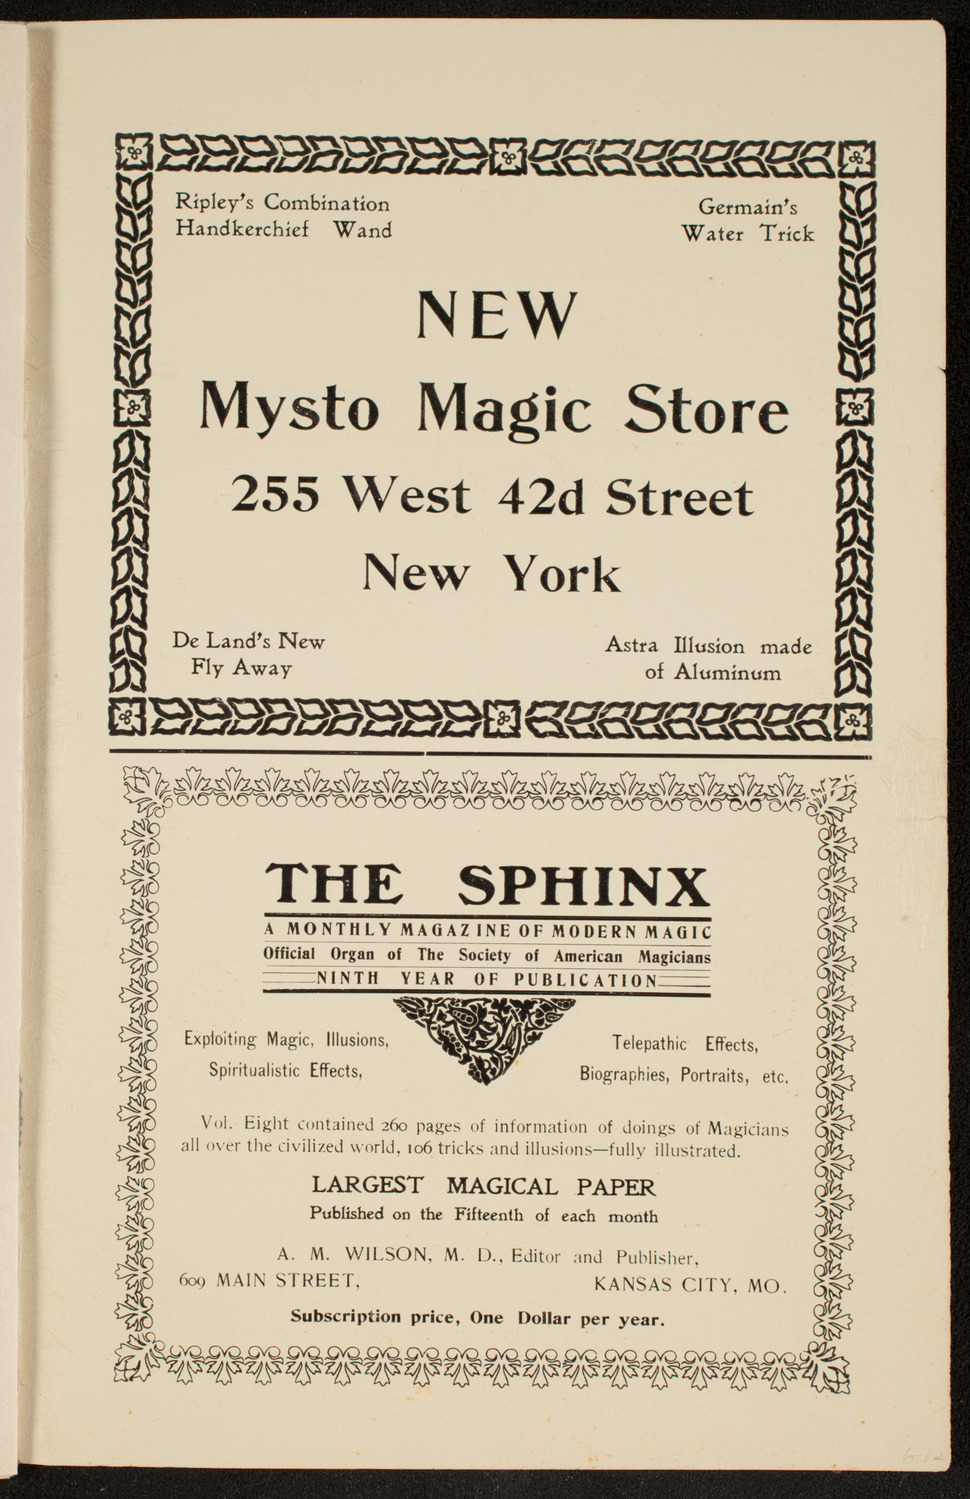 Ripley's Combination
Handkerchief Wand
Germain's
Water Trick
NEW
Mysto Magic Store
255 West 42d Street
New York
De Land's New
Fly Away
Astra Illusion made
of Aluminum
THE SPHINX
A MONTHLY MAGAZINE OF MODERN MAGIC
Official Organ of The Society of American Magicians
NINTH YEAR OF PUBLICATION
Exploiting Magic, Illusions,
Spiritualistic Effects,
Telepathic Effects,
Biographies, Portraits, etc.
Vol. Eight contained 260 pages of information of doings of Magicians
all over the civilized world, 106 tricks and illusions—fully illustrated.
LARGEST MAGICAL PAPER
Published on the Fifteenth of each month
A. M. WILSON, M. D., Editor and Publisher,
609 MAIN STREET, KANSAS CITY, MO.
Subscription price, One Dollar per year.